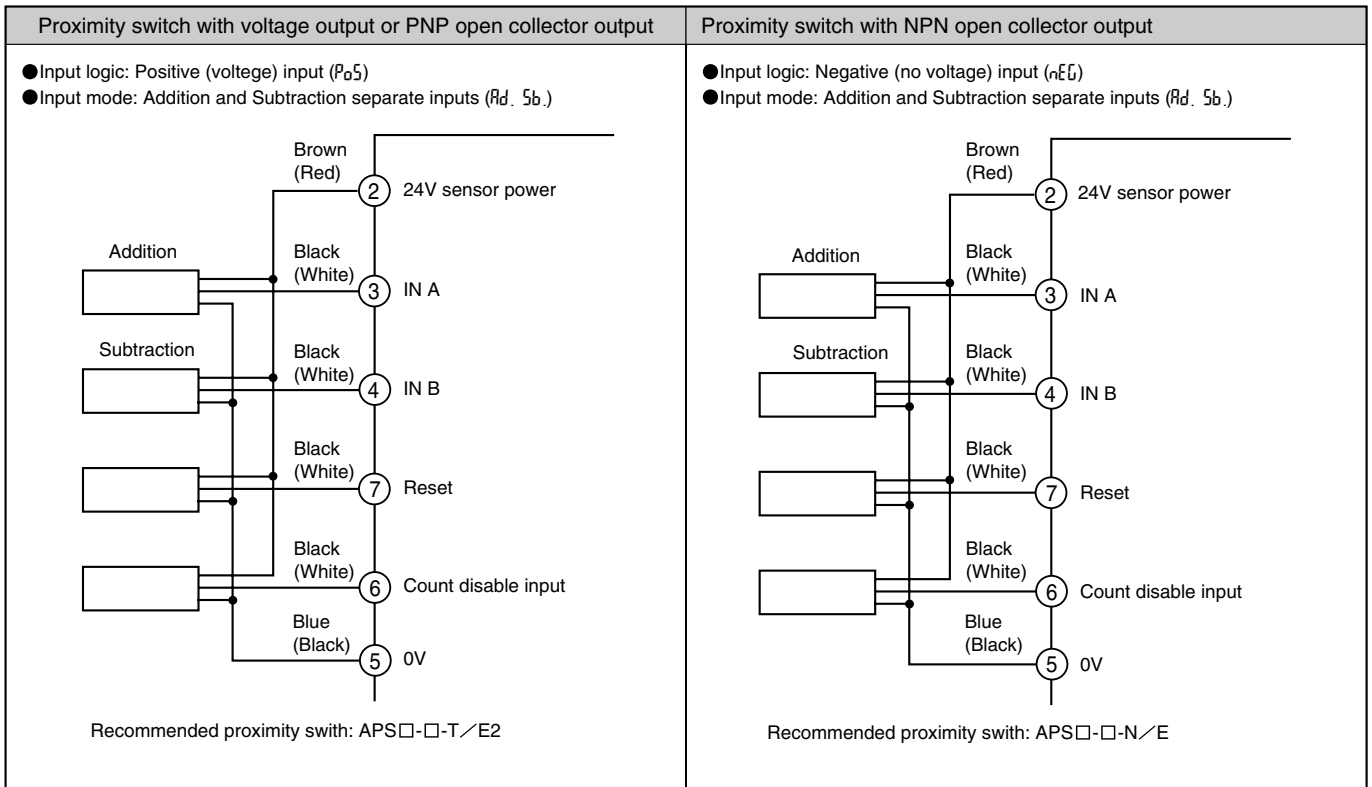 Proximity switch with voltage output or PNP open collector output
●Input logic: Positive (voltege) input (PoS)
●Input mode: Addition and Subtraction separate inputs (Ad. Sb.)
Brown
(Red)
2 24V sensor power
Addition
Black
(White)
3 IN A
Subtraction
Black
(White)
4 IN B
Black
(White)
7 Reset
Black
(White)
6 Count disable input
Blue
(Black)
5 0V
Recommended proximity swith: APS□-□-T／E2
Proximity switch with NPN open collector output
●Input logic: Negative (no voltage) input (nEG)
●Input mode: Addition and Subtraction separate inputs (Ad. Sb.)
Brown
(Red)
2 24V sensor power
Addition
Black
(White)
3 IN A
Subtraction
Black
(White)
4 IN B
Black
(White)
7 Reset
Black
(White)
6 Count disable input
Blue
(Black)
5 0V
Recommended proximity swith: APS□-□-N／E